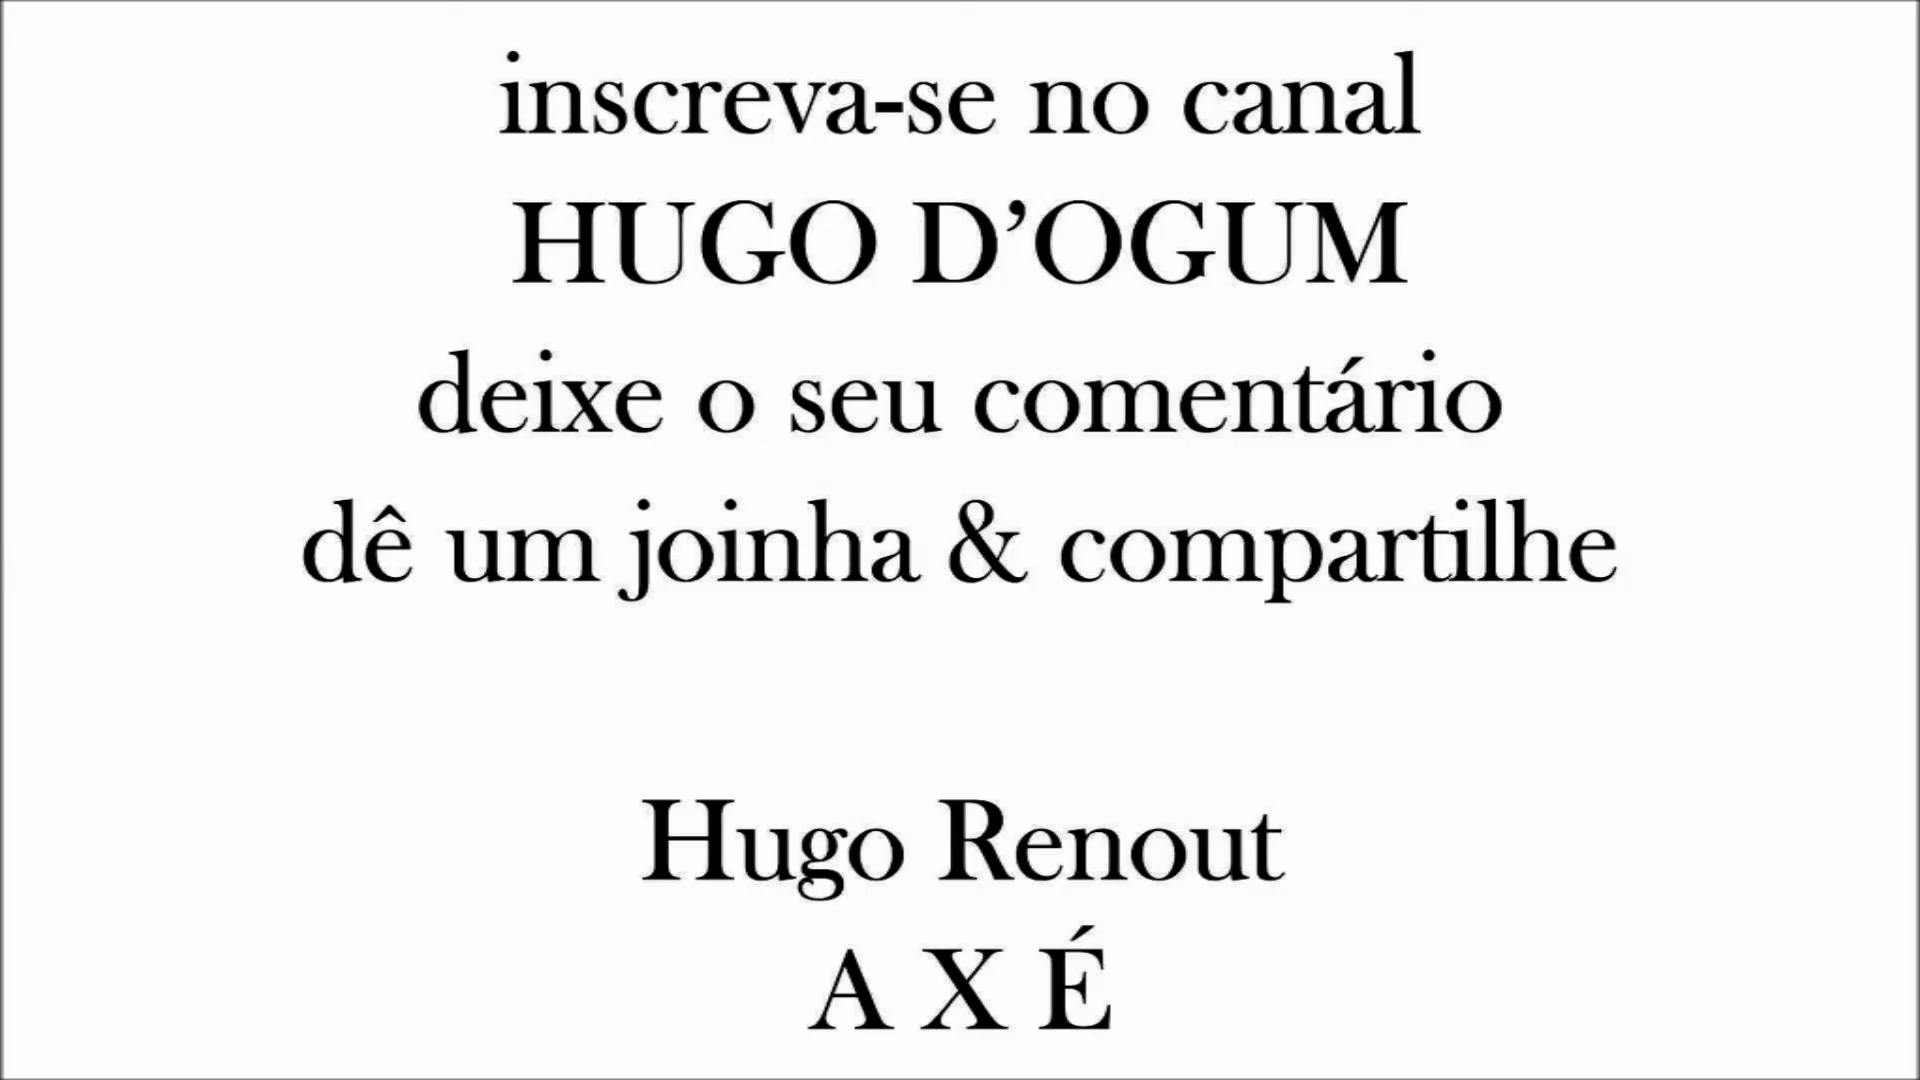 inscreva-se no canal
HUGO D’OGUM
deixe o seu comentário
dê um joinha & compartilhe
Hugo Renout
A X É